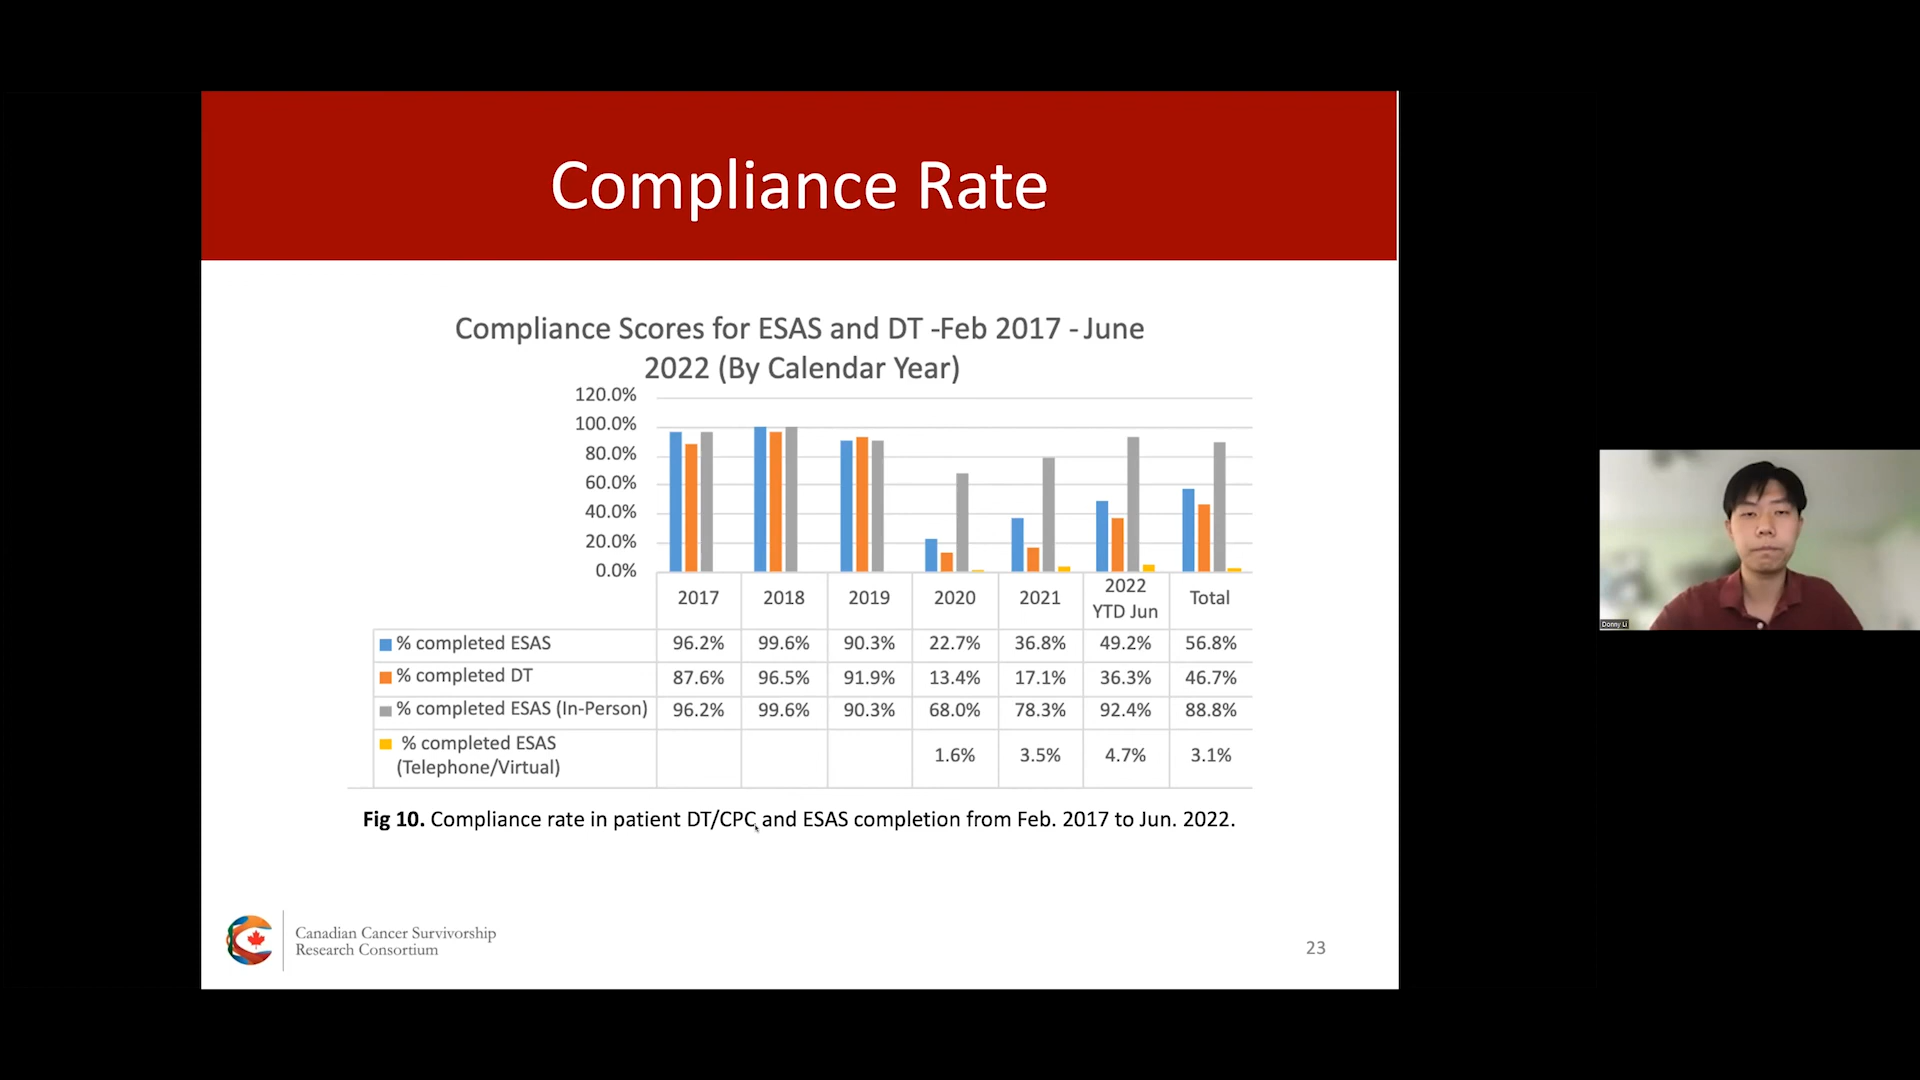 Compliance Rate
Compliance Scores for ESAS and DT -Feb 2017 - June
2022 (By Calendar Year)
120.0%
100.0%
80.0%
60.0%
40.0%
20.0%
0.0%
2017 2018 2019 2020 2021 2022 YTD Jun Total
% completed ESAS 96.2% 99.6% 90.3% 22.7% 36.8% 49.2% 56.8%
% completed DT 87.6% 96.5% 91.9% 13.4% 17.1% 36.3% 46.7%
% completed ESAS (In-Person) 96.2% 99.6% 90.3% 68.0% 78.3% 92.4% 88.8%
% completed ESAS
(Telephone/Virtual) 1.6% 3.5% 4.7% 3.1%
Fig 10. Compliance rate in patient DT/CPC and ESAS completion from Feb. 2017 to Jun. 2022.
Canadian Cancer Survivorship
Research Consortium
23
Donny Li